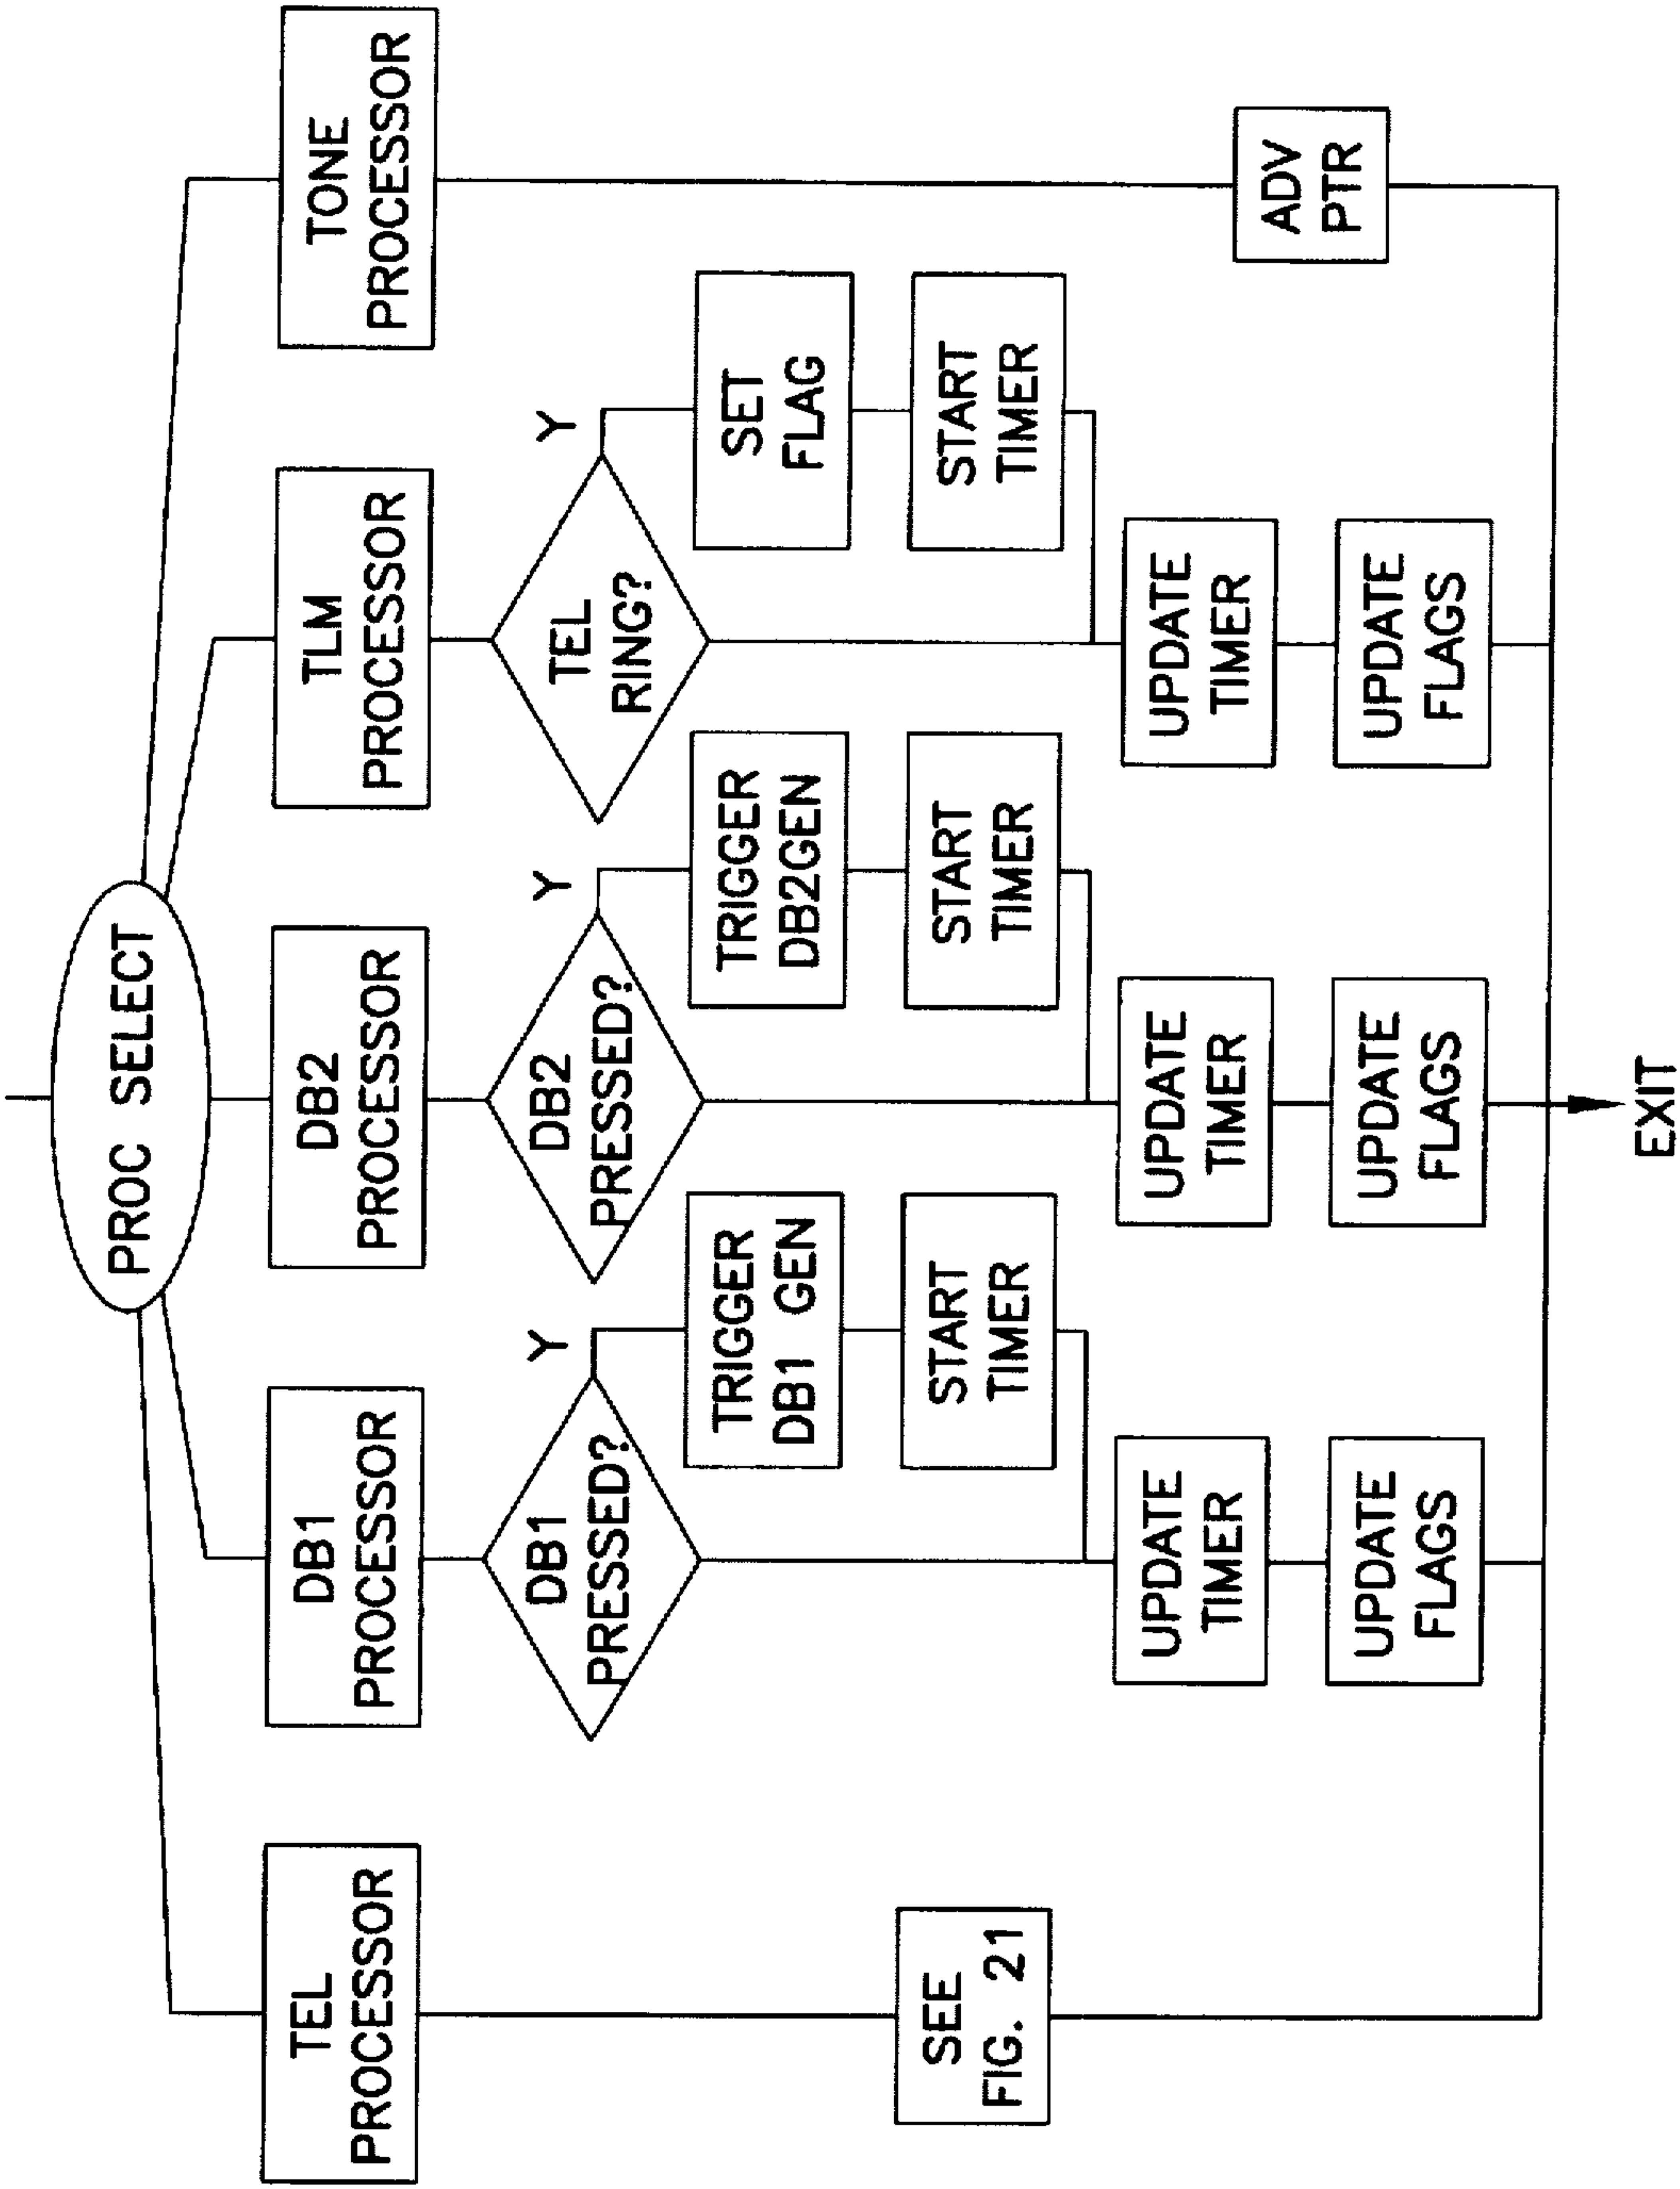 PROC SELECT
TEL
PROCESSOR
DB1
PROCESSOR
DB2
PROCESSOR
TLM
PROCESSOR
TONE
PROCESSOR
DB1
PRESSED?
Y
DB2
PRESSED?
Y
TEL
RING?
Y
TRIGGER
DB1 GEN
TRIGGER
DB2GEN
SET
FLAG
SEE
FIG. 21
START
TIMER
START
TIMER
START
TIMER
UPDATE
TIMER
UPDATE
TIMER
UPDATE
TIMER
ADV
PTR
UPDATE
FLAGS
UPDATE
FLAGS
UPDATE
FLAGS
EXIT